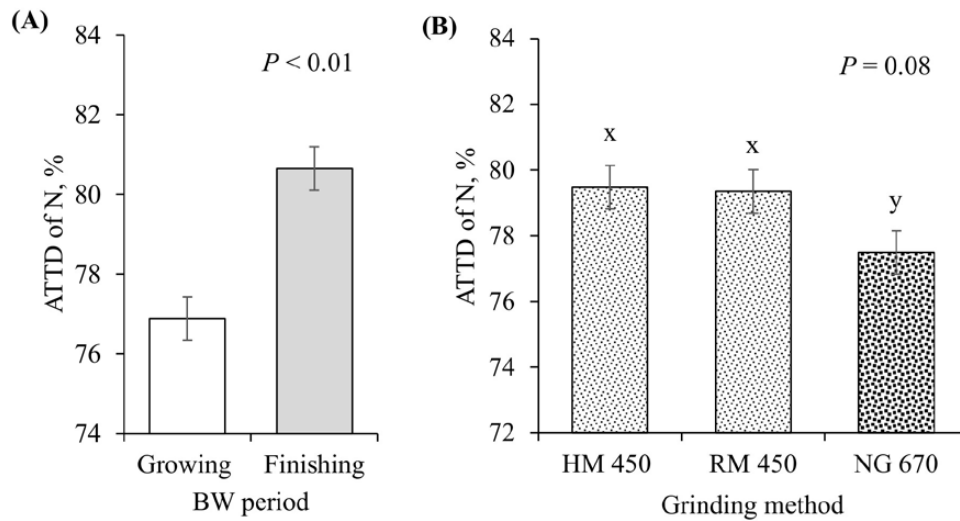 (A)
84
82
80
78
76
74
ATTD of N, %
P < 0.01
Growing
Finishing
BW period
(B)
84
82
80
78
76
74
72
ATTD of N, %
P = 0.08
x
x
y
HM 450
RM 450
NG 670
Grinding method